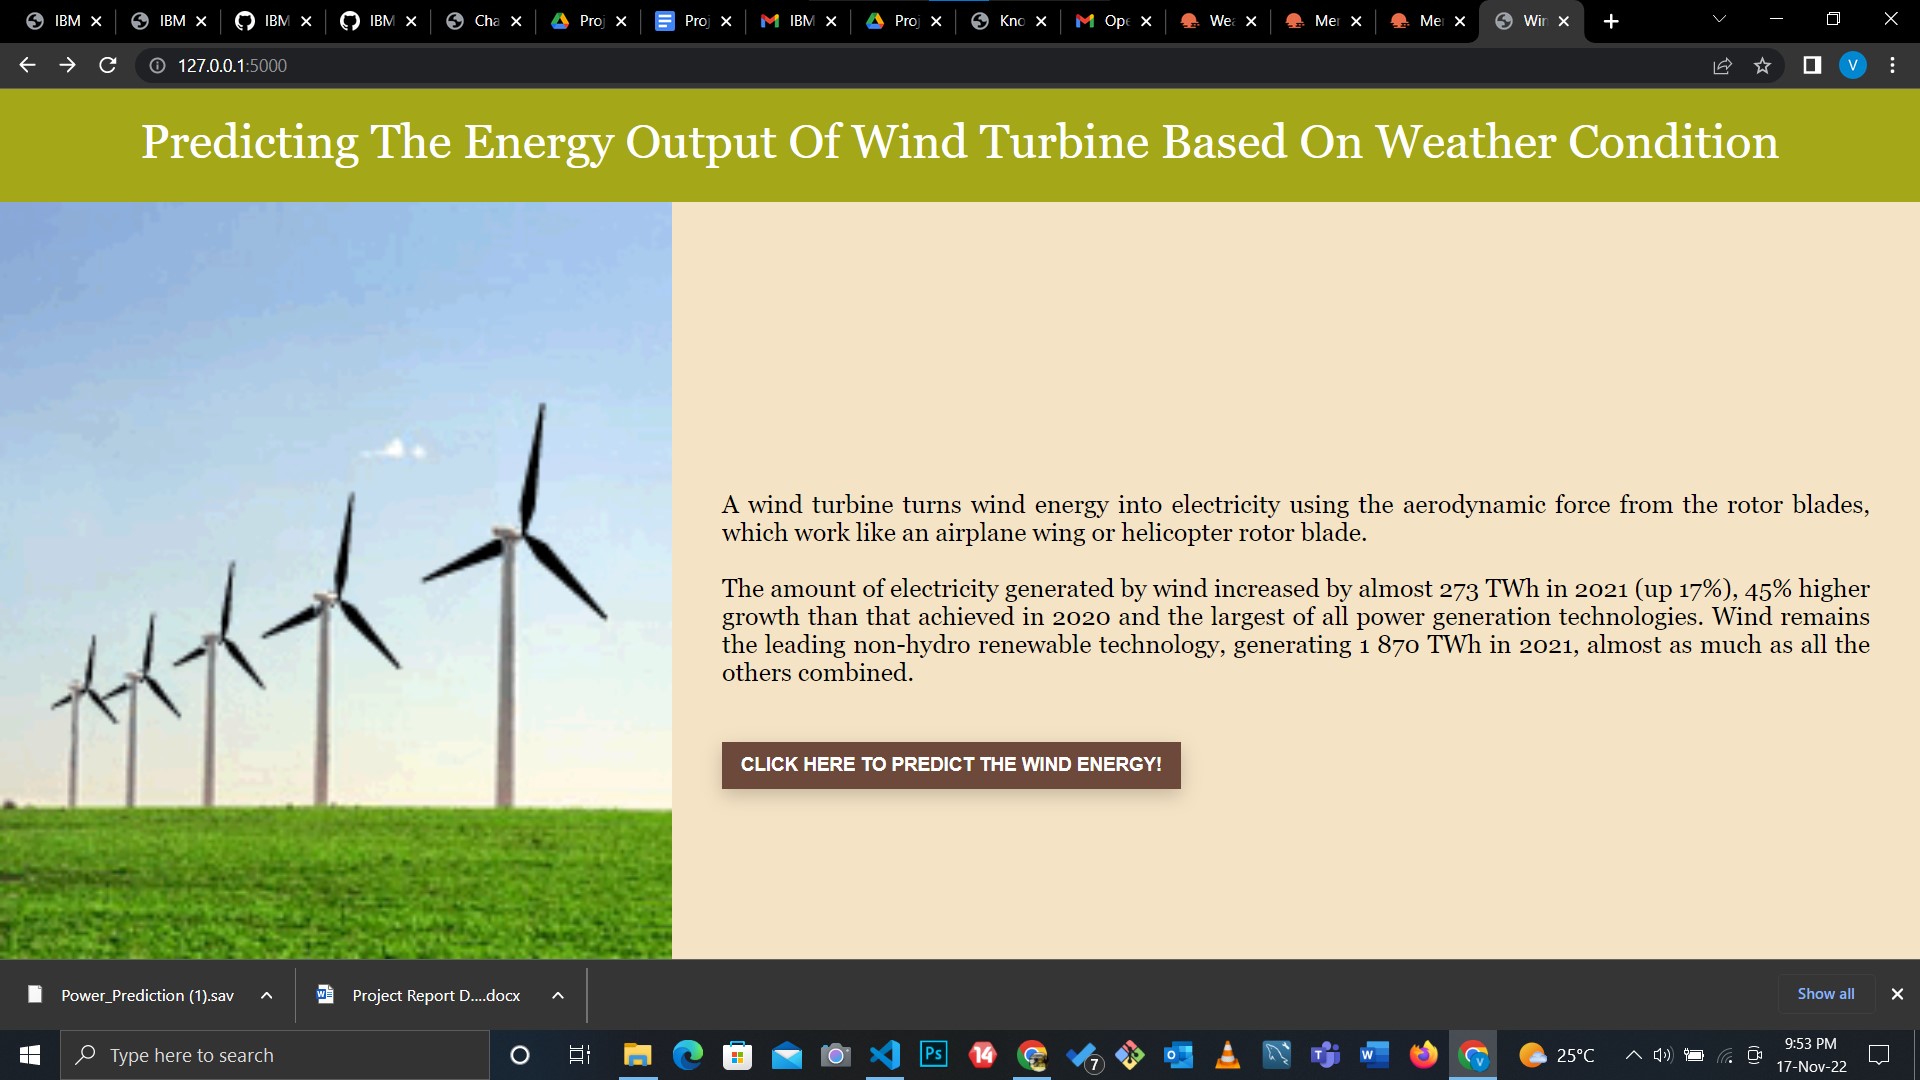 IBM
IBM
IBM
IBM
Cha
Proj
Proj
IBM
Proj
Kno
Ope
Wea
Mer
Mer
Win
127.0.0.1:5000
V
Predicting The Energy Output Of Wind Turbine Based On Weather Condition
A wind turbine turns wind energy into electricity using the aerodynamic force from the rotor blades,
which work like an airplane wing or helicopter rotor blade.
The amount of electricity generated by wind increased by almost 273 TWh in 2021 (up 17%), 45% higher
growth than that achieved in 2020 and the largest of all power generation technologies. Wind remains
the leading non-hydro renewable technology, generating 1 870 TWh in 2021, almost as much as all the
others combined.
CLICK HERE TO PREDICT THE WIND ENERGY!
Power_Prediction (1).sav
Project Report D....docx
Show all
Type here to search
Ps
14
7
25°C
9:53 PM
17-Nov-22